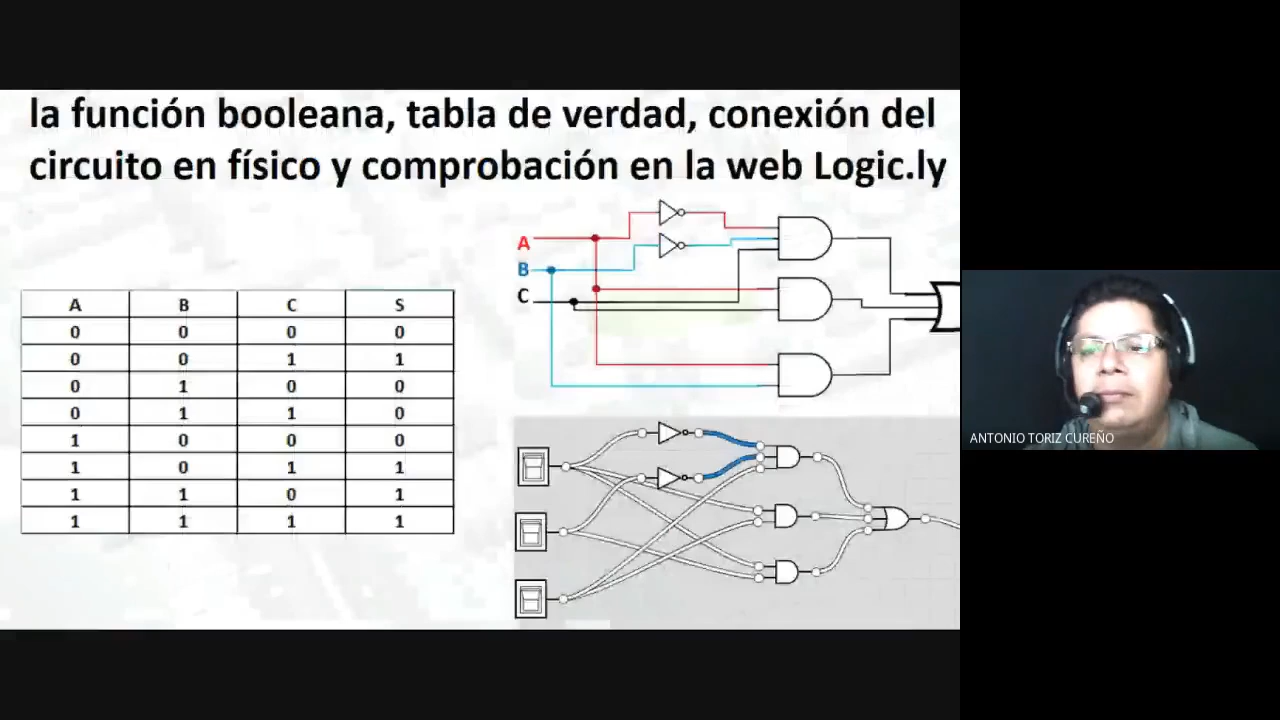 la función booleana, tabla de verdad, conexión del
circuito en físico y comprobación en la web Logic.ly
A
B
C
A B C S
0 0 0 0
0 0 1 1
0 1 0 0
0 1 1 0
1 0 0 0
1 0 1 1
1 1 0 1
1 1 1 1
ANTONIO TORIZ CUREÑO